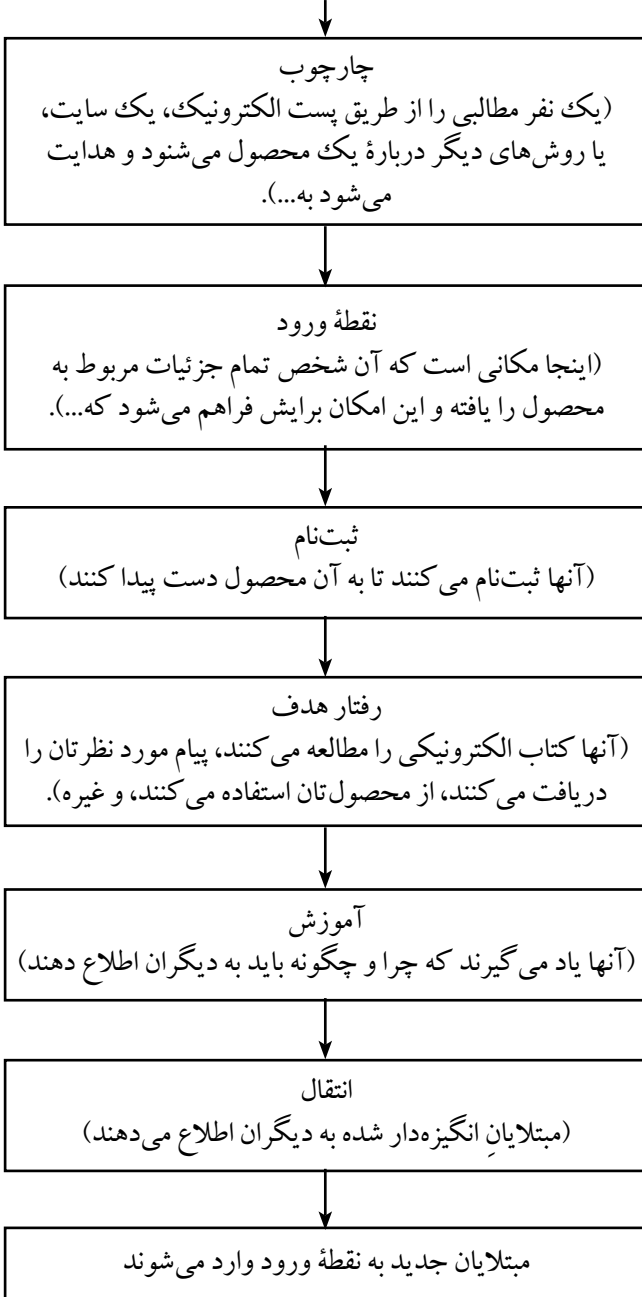 چارچوب
(یک نفر مطالبی را از طریق پست الکترونیک، یک سایت،
یا روش‌های دیگر دربارهٔ یک محصول می‌شنود و هدایت
می‌شود به...).
نقطهٔ ورود
(اینجا مکانی است که آن شخص تمام جزئیات مربوط به
محصول را یافته و این امکان برایش فراهم می‌شود که...).
ثبت‌نام
(آنها ثبت‌نام می‌کنند تا به آن محصول دست پیدا کنند)
رفتار هدف
(آنها کتاب الکترونیکی را مطالعه می‌کنند، پیام مورد نظرتان را
دریافت می‌کنند، از محصول‌تان استفاده می‌کنند، و غیره).
آموزش
(آنها یاد می‌گیرند که چرا و چگونه باید به دیگران اطلاع دهند)
انتقال
(مبتلایانِ انگیزه‌دار شده به دیگران اطلاع می‌دهند)
مبتلایان جدید به نقطهٔ ورود وارد می‌شوند